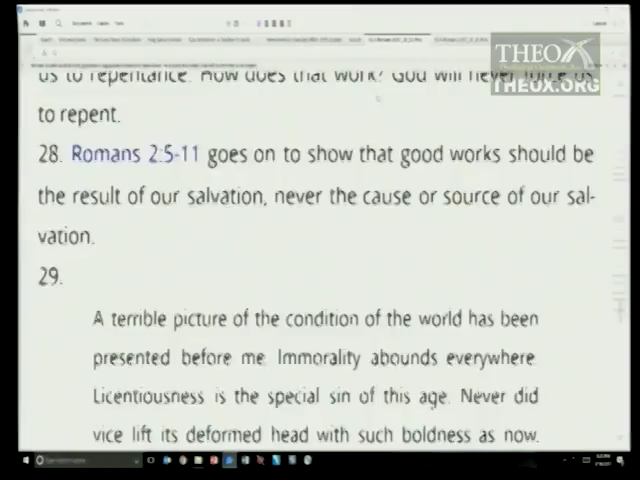 THEOX
THEOX.ORG
us to repentance. How does that work? God will never force us
to repent.
28. Romans 2:5-11 goes on to show that good works should be
the result of our salvation, never the cause or source of our sal-
vation.
29.
A terrible picture of the condition of the world has been
presented before me. Immorality abounds everywhere.
Licentiousness is the special sin of this age. Never did
vice lift its deformed head with such boldness as now.